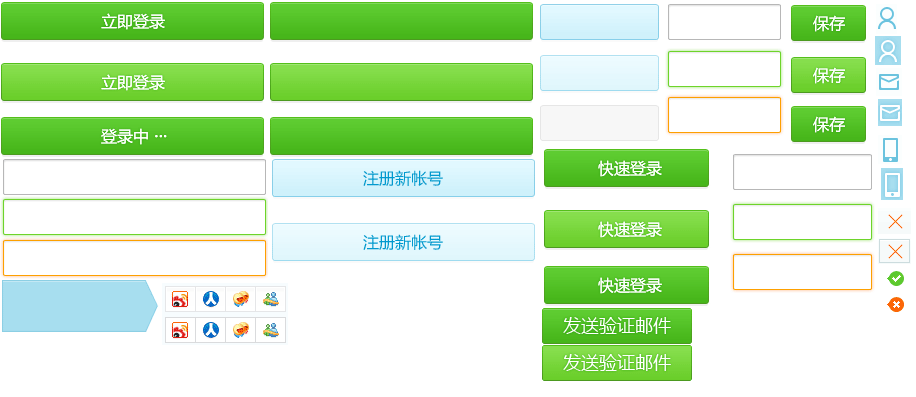 立即登录
保存
立即登录
保存
登录中 ···
保存
快速登录
注册新帐号
快速登录
注册新帐号
快速登录
发送验证邮件
发送验证邮件